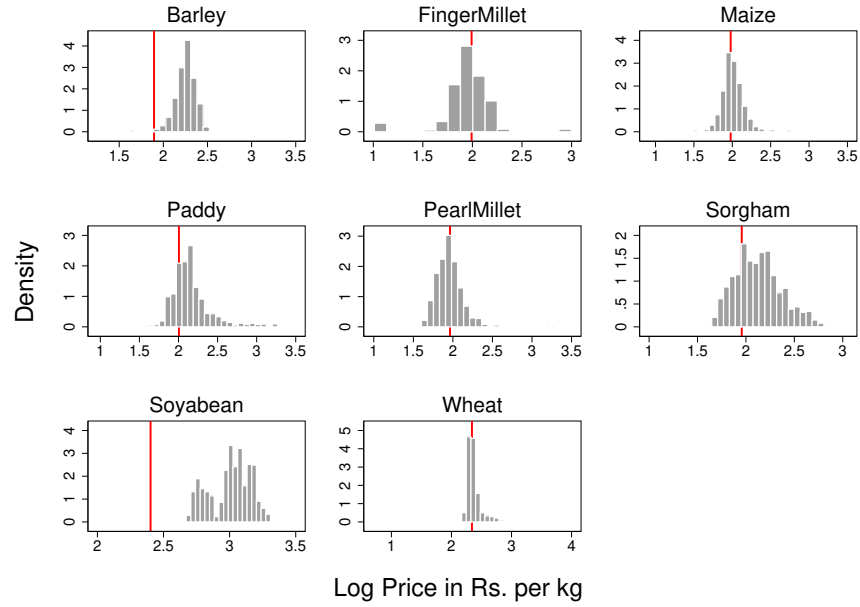 Barley
0 1 2 3 4
1.5 2 2.5 3 3.5
FingerMillet
0 1 2 3
1 1.5 2 2.5 3
Maize
0 1 2 3 4
1 1.5 2 2.5 3 3.5
Paddy
0 1 2 3
1 1.5 2 2.5 3 3.5
PearlMillet
0 1 2 3
1 1.5 2 2.5 3 3.5
Sorgham
0 .5 1 1.5 2
1 1.5 2 2.5 3
Density
Soyabean
0 1 2 3 4
2 2.5 3 3.5
Wheat
0 1 2 3 4 5
1 2 3 4
Log Price in Rs. per kg